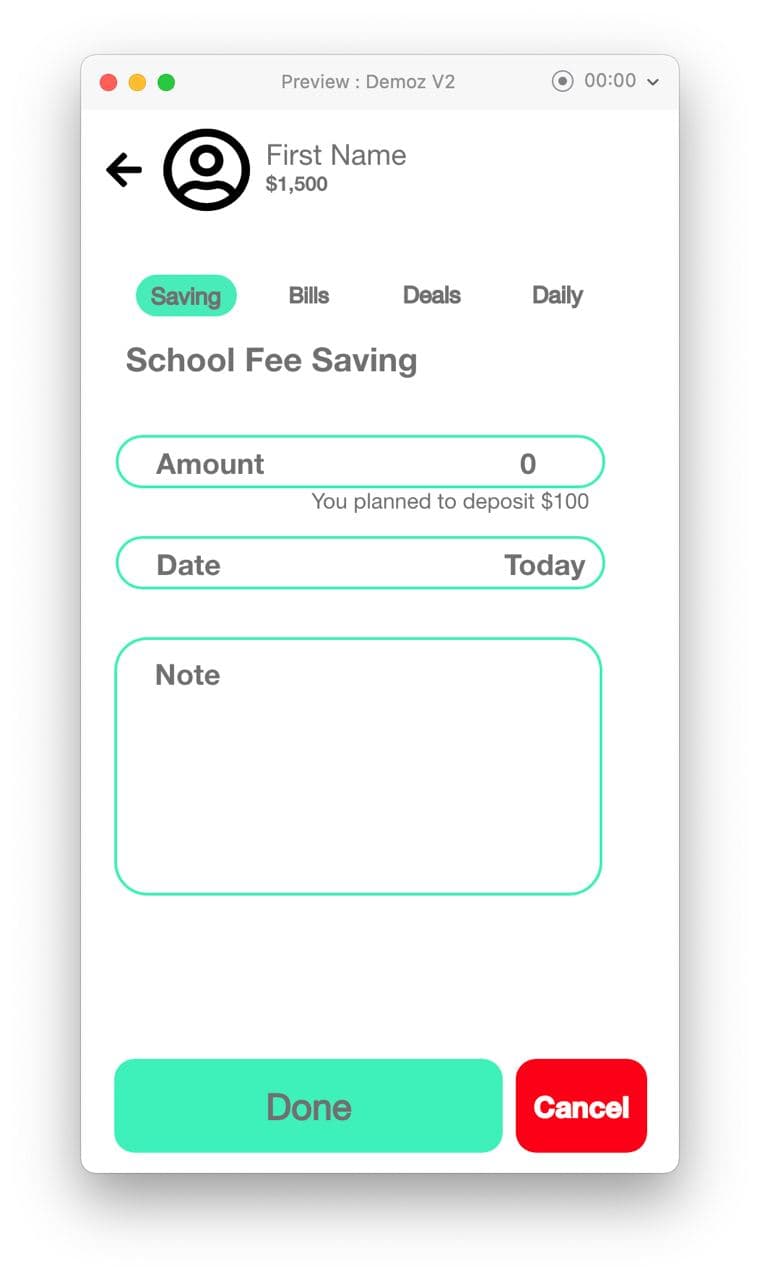 Preview : Demoz V2 00:00
First Name
$1,500
Saving Bills Deals Daily
School Fee Saving
Amount 0
You planned to deposit $100
Date Today
Note
Done Cancel